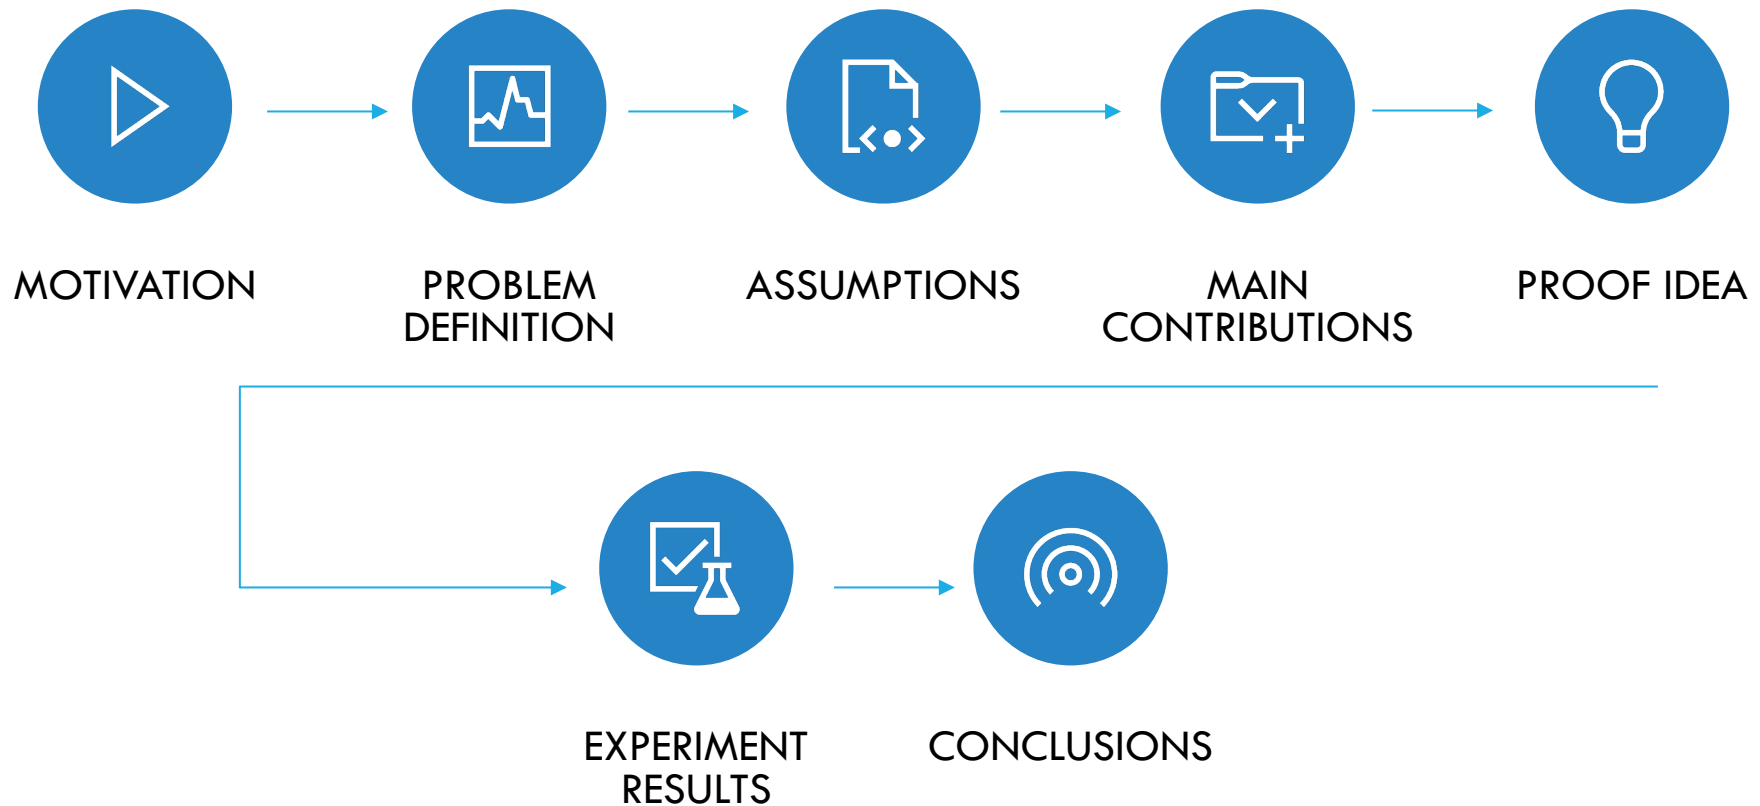 MOTIVATION
PROBLEM
DEFINITION
ASSUMPTIONS
MAIN
CONTRIBUTIONS
PROOF IDEA
EXPERIMENT
RESULTS
CONCLUSIONS